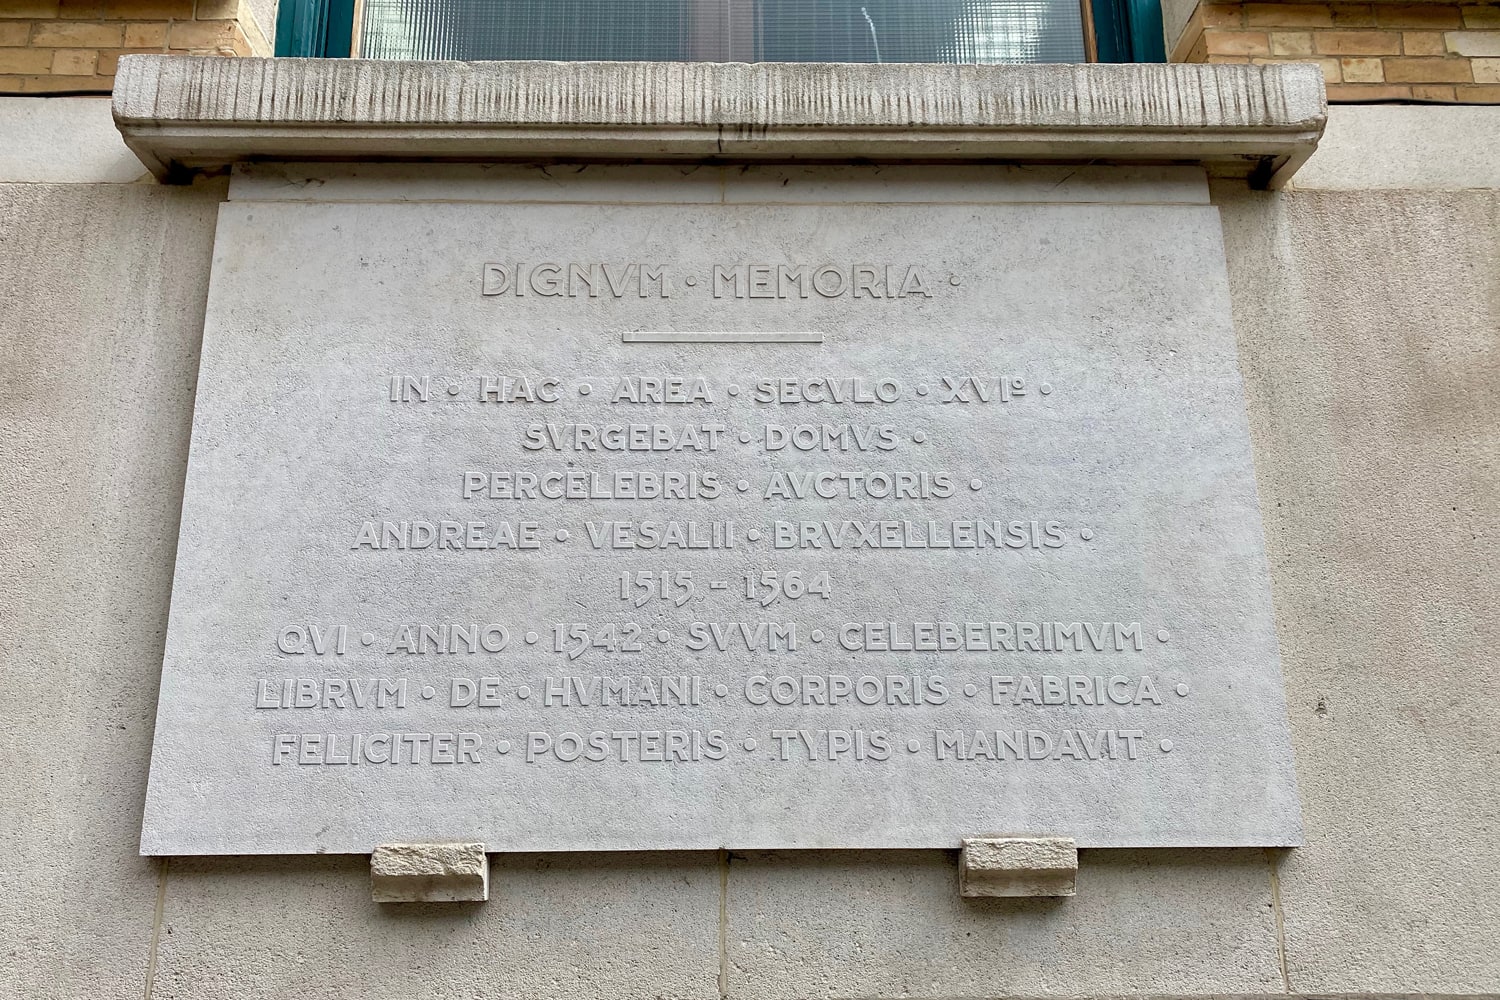 DIGNVM · MEMORIA ·
IN · HAC · AREA · SECVLO · XVIº ·
SVRGEBAT · DOMVS ·
PERCELEBRIS · AVCTORIS ·
ANDREAE · VESALII · BRVXELLENSIS ·
1515 - 1564
QVI · ANNO · 1542 · SVVM · CELEBERRIMVM ·
LIBRVM · DE · HVMANI · CORPORIS · FABRICA ·
FELICITER · POSTERIS · TYPIS · MANDAVIT ·